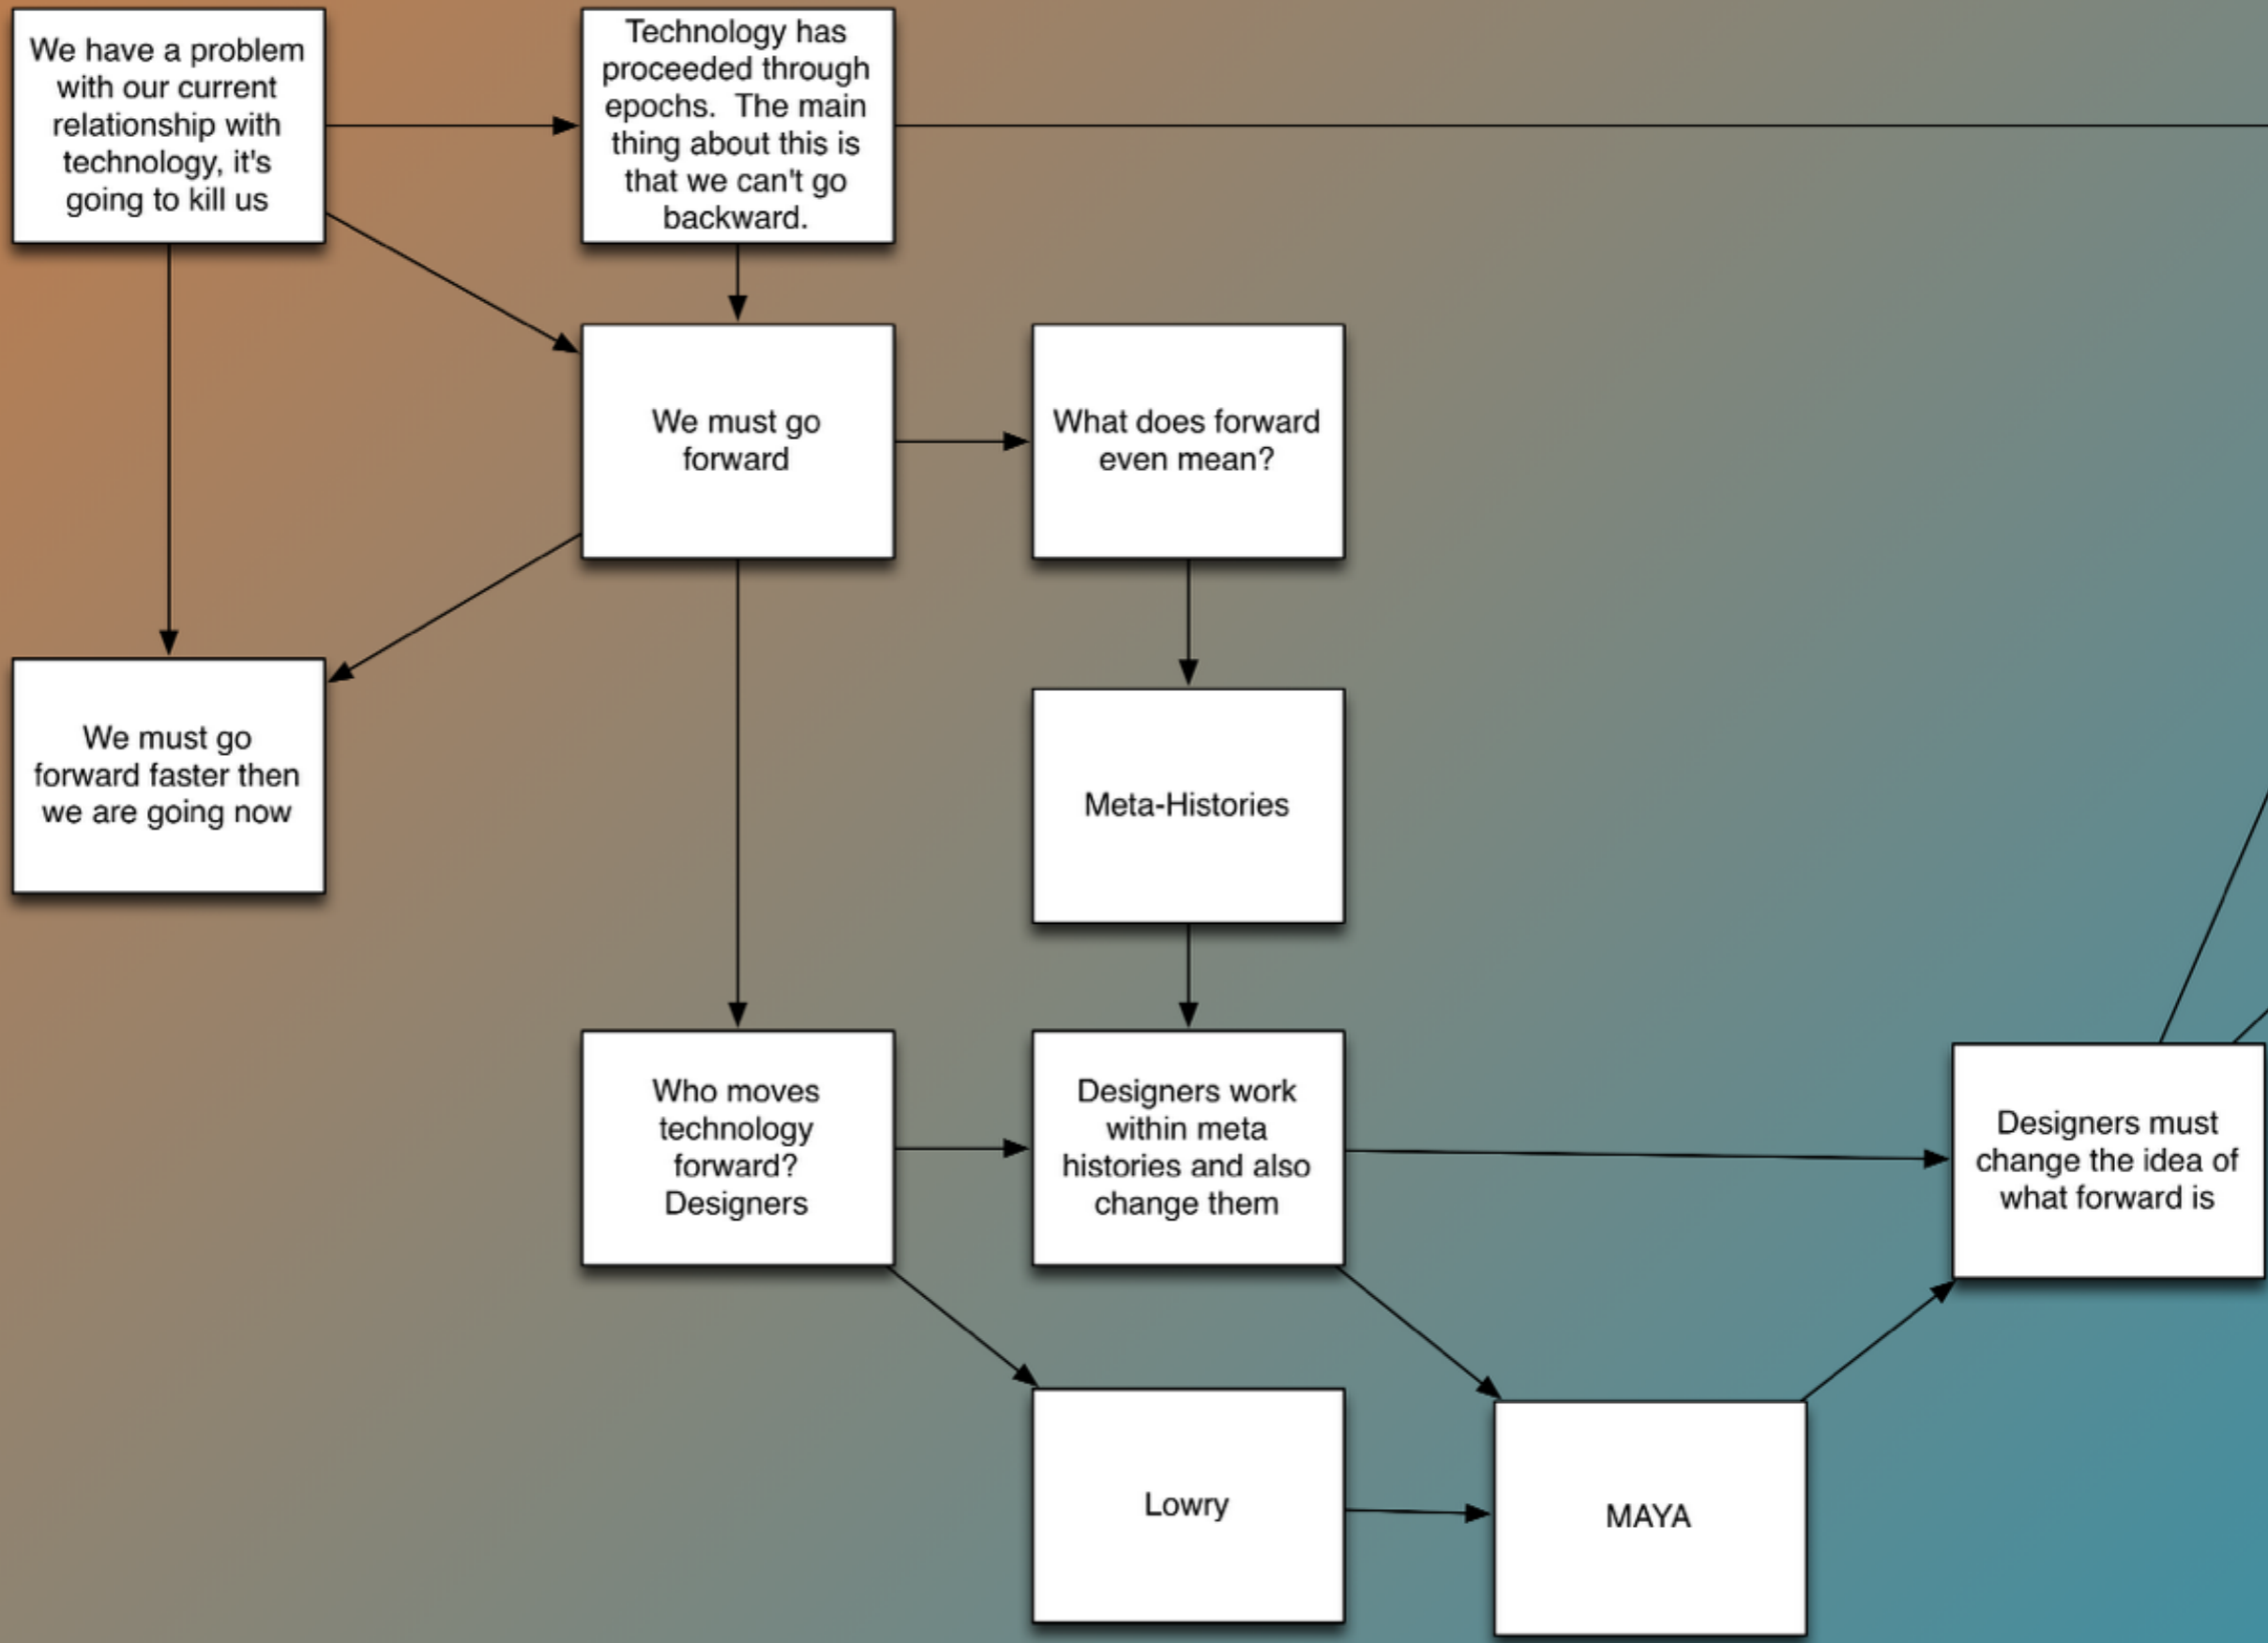 We have a problem
with our current
relationship with
technology, it's
going to kill us
Technology has
proceeded through
epochs.  The main
thing about this is
that we can't go
backward.
We must go
forward
What does forward
even mean?
We must go
forward faster then
we are going now
Meta-Histories
Who moves
technology
forward?
Designers
Designers work
within meta
histories and also
change them
Designers must
change the idea of
what forward is
Lowry
MAYA